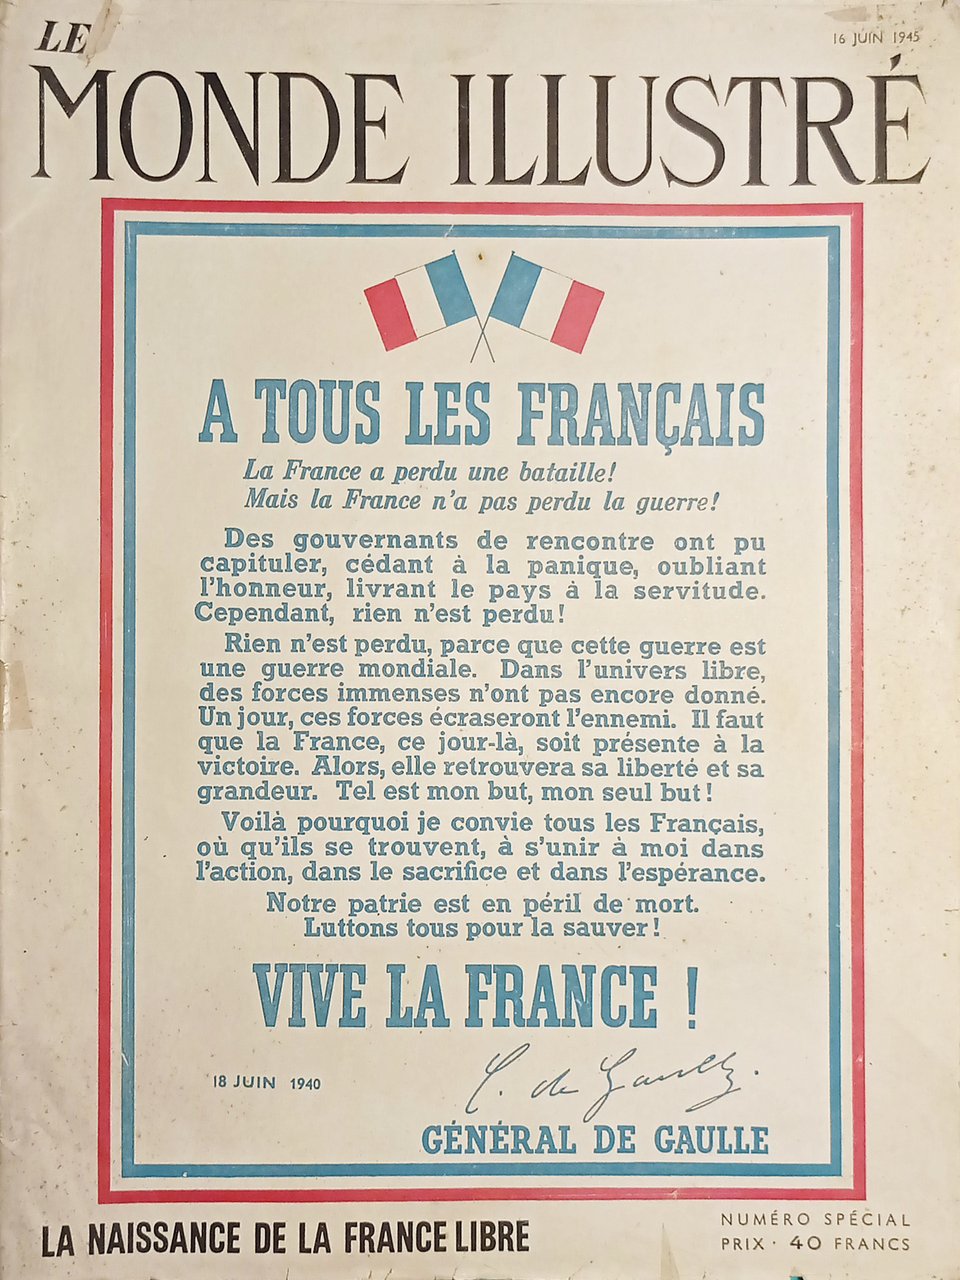 LE
16 JUIN 1945
MONDE ILLUSTRÉ
A TOUS LES FRANÇAIS
La France a perdu une bataille!
Mais la France n'a pas perdu la guerre!
Des gouvernants de rencontre ont pu
capituler, cédant à la panique, oubliant
l'honneur, livrant le pays à la servitude.
Cependant, rien n'est perdu!
Rien n'est perdu, parce que cette guerre est
une guerre mondiale. Dans l'univers libre,
des forces immenses n'ont pas encore donné.
Un jour, ces forces écraseront l'ennemi. Il faut
que la France, ce jour-là, soit présente à la
victoire. Alors, elle retrouvera sa liberté et sa
grandeur. Tel est mon but, mon seul but!
Voilà pourquoi je convie tous les Français,
où qu'ils se trouvent, à s'unir à moi dans
l'action, dans le sacrifice et dans l'espérance.
Notre patrie est en péril de mort.
Luttons tous pour la sauver!
VIVE LA FRANCE !
C. de Gaulle.
18 JUIN 1940
GÉNÉRAL DE GAULLE
LA NAISSANCE DE LA FRANCE LIBRE
NUMÉRO SPÉCIAL
PRIX · 40 FRANCS